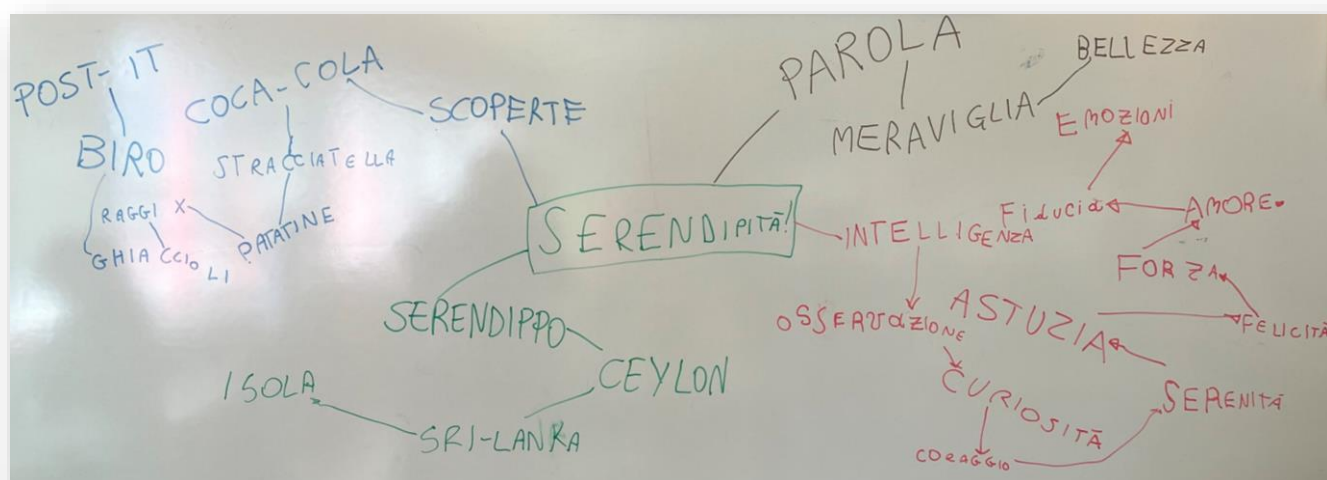 POST-IT
BIRO
GHIACCIOLI
RAGGI X
PATATINE
STRACCIATELLA
COCA-COLA
SCOPERTE
PAROLA
MERAVIGLIA
BELLEZZA
SERENDIPITÀ!
SERENDIPPO
CEYLON
SRI-LANKA
ISOLA
INTELLIGENZA
OSSERVAZIONE
CURIOSITÀ
CORAGGIO
SERENITÀ
ASTUZIA
FELICITÀ
FORZA
AMORE
FiDUCIA
EMOZIONI